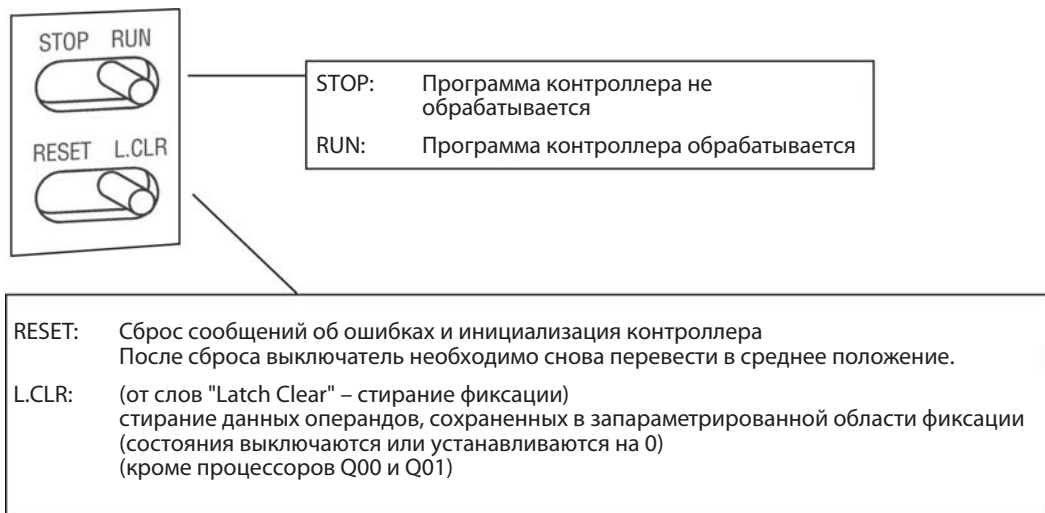 STOP RUN
RESET L.CLR
STOP: Программа контроллера не
обрабатывается
RUN: Программа контроллера обрабатывается
RESET: Сброс сообщений об ошибках и инициализация контроллера
После сброса выключатель необходимо снова перевести в среднее положение.
L.CLR: (от слов "Latch Clear" – стирание фиксации)
стирание данных операндов, сохраненных в запараметрированной области фиксации
(состояния выключаются или устанавливаются на 0)
(кроме процессоров Q00 и Q01)